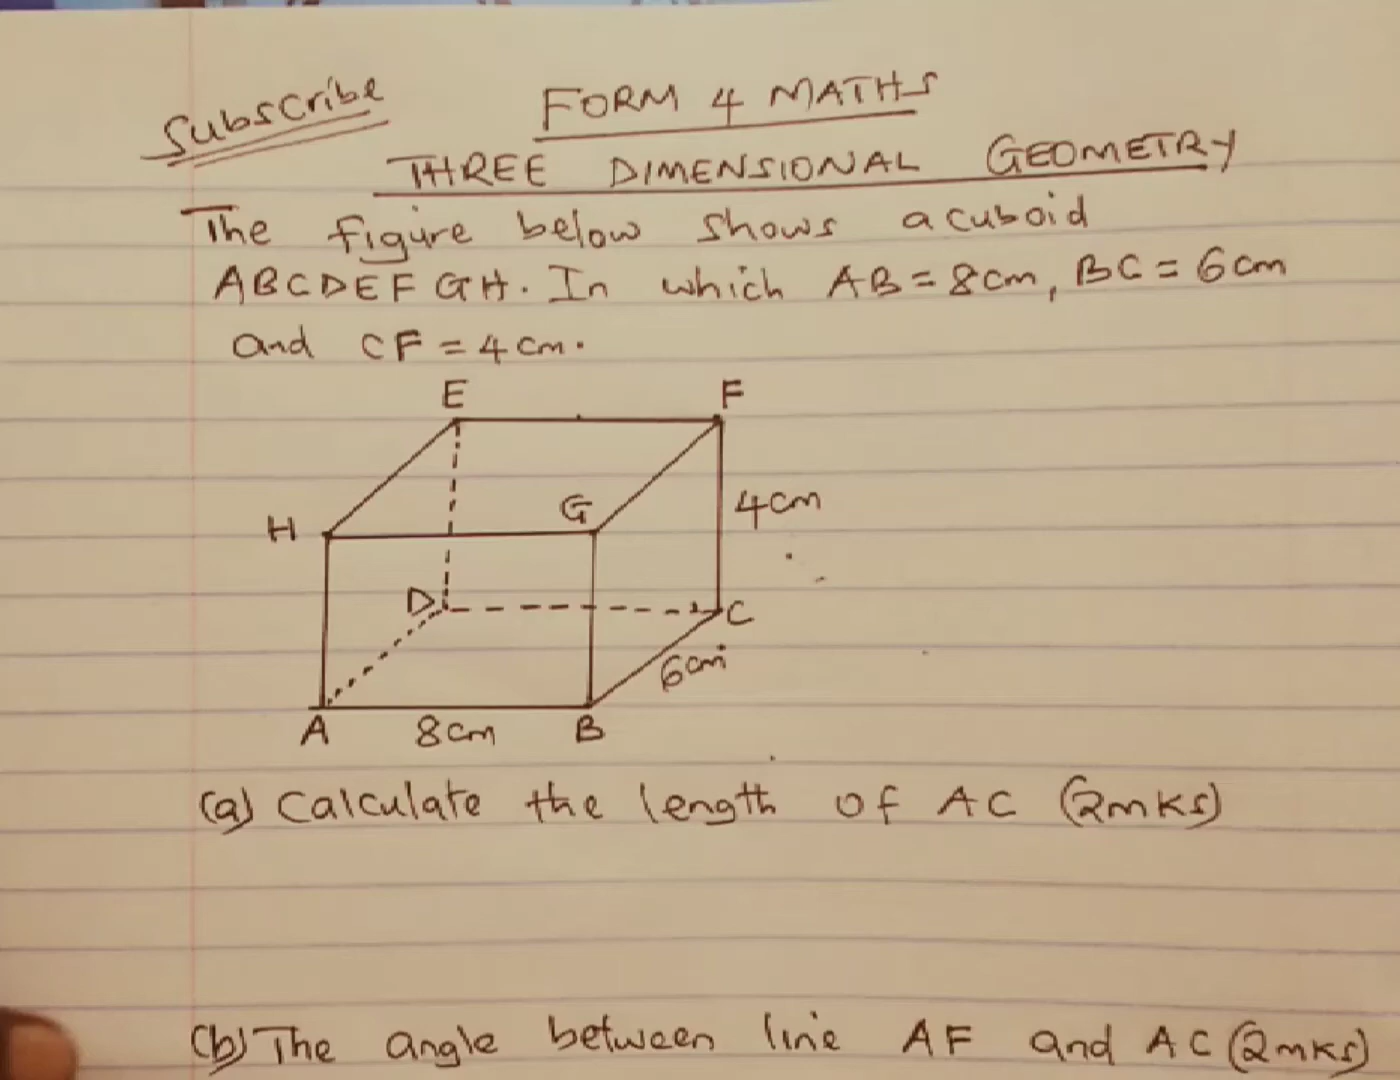 Subscribe
FORM 4 MATHS
THREE DIMENSIONAL GEOMETRY
The figure below shows a cuboid
ABCDEFGH. In which AB = 8cm, BC = 6cm
and CF = 4cm.
E F
H G 4cm
D C
6cm
A 8cm B
(a) Calculate the length of AC (2mks)
(b) The angle between line AF and AC (2mks)